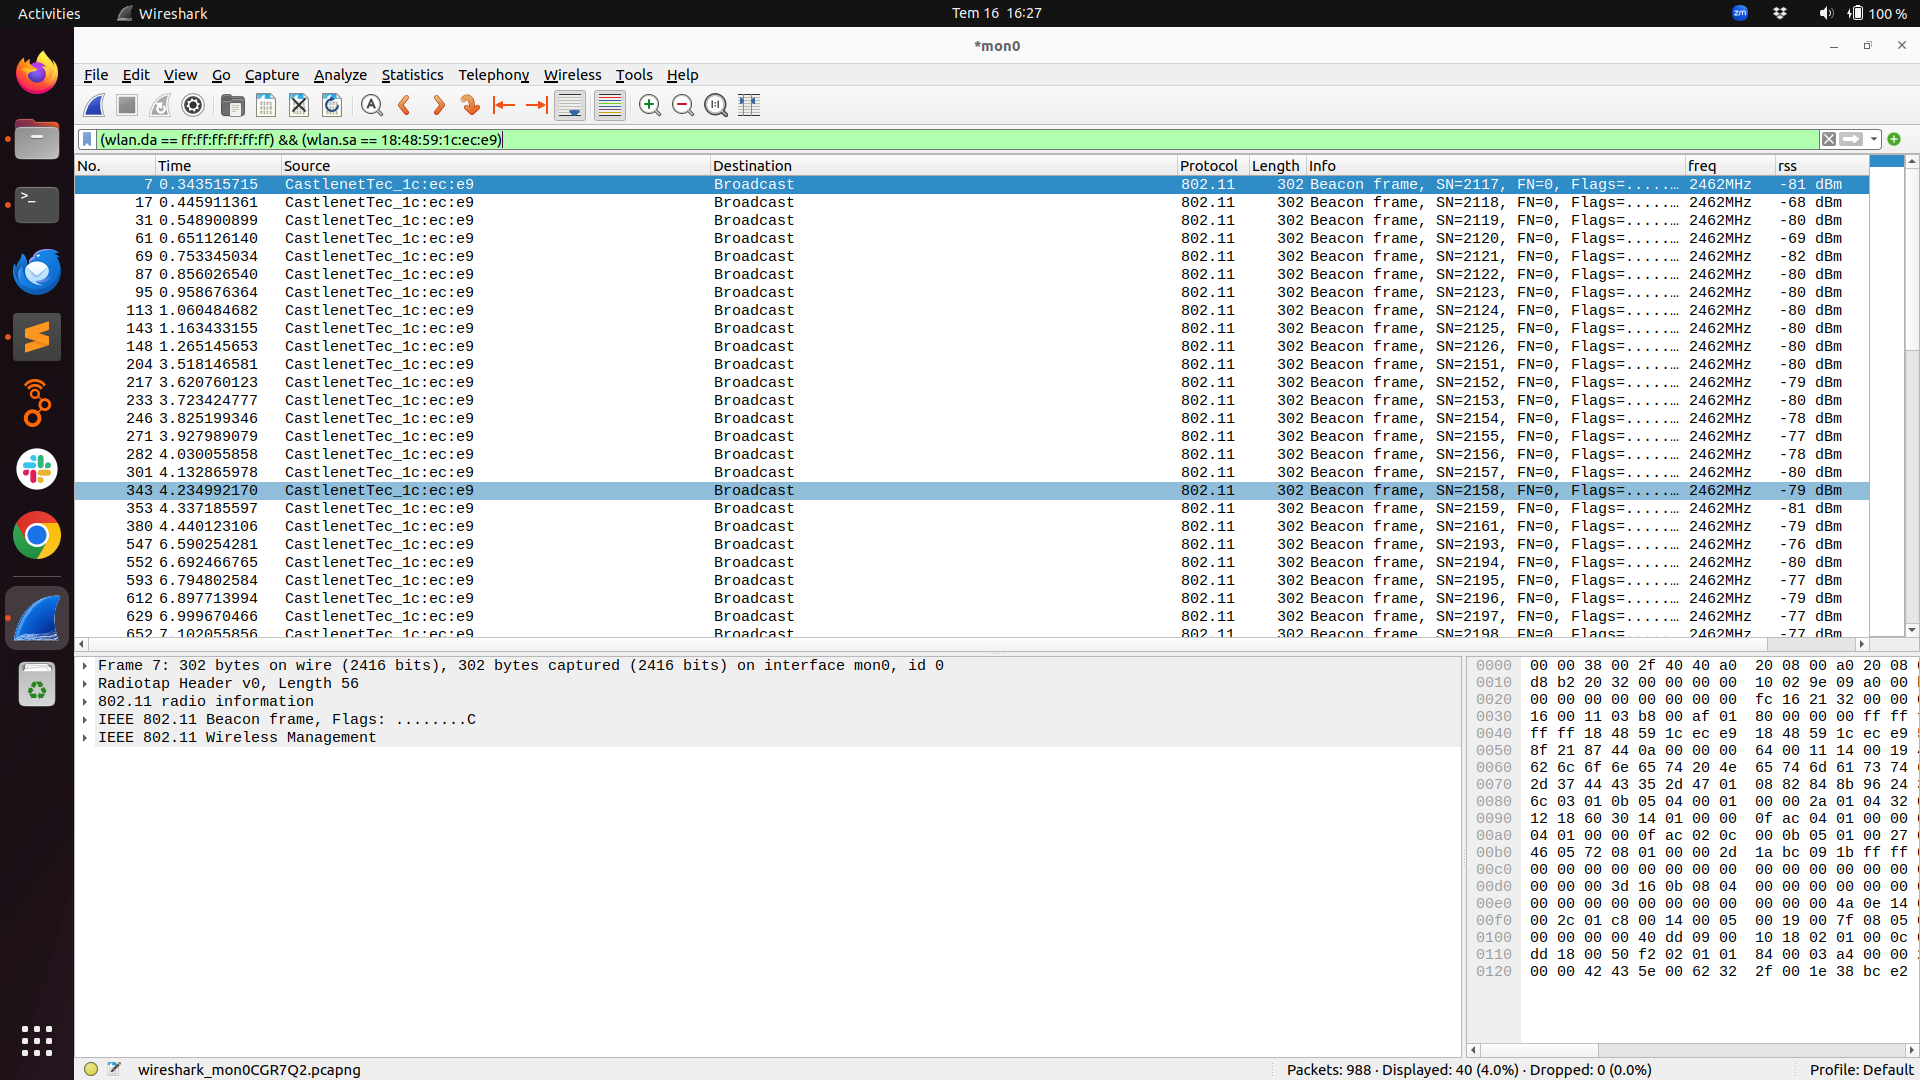 Activities
Wireshark
Tem 16 16:27
zm
100 %
*mon0
File Edit View Go Capture Analyze Statistics Telephony Wireless Tools Help
(wlan.da == ff:ff:ff:ff:ff:ff) && (wlan.sa == 18:48:59:1c:ec:e9)
No. Time Source Destination Protocol Length Info freq rss
7 0.343515715 CastlenetTec_1c:ec:e9 Broadcast 802.11 302 Beacon frame, SN=2117, FN=0, Flags=...... 2462MHz -81 dBm
17 0.445911361 CastlenetTec_1c:ec:e9 Broadcast 802.11 302 Beacon frame, SN=2118, FN=0, Flags=...... 2462MHz -68 dBm
31 0.548900899 CastlenetTec_1c:ec:e9 Broadcast 802.11 302 Beacon frame, SN=2119, FN=0, Flags=...... 2462MHz -80 dBm
61 0.651126140 CastlenetTec_1c:ec:e9 Broadcast 802.11 302 Beacon frame, SN=2120, FN=0, Flags=...... 2462MHz -69 dBm
69 0.753345034 CastlenetTec_1c:ec:e9 Broadcast 802.11 302 Beacon frame, SN=2121, FN=0, Flags=...... 2462MHz -82 dBm
87 0.856026540 CastlenetTec_1c:ec:e9 Broadcast 802.11 302 Beacon frame, SN=2122, FN=0, Flags=...... 2462MHz -80 dBm
95 0.958676364 CastlenetTec_1c:ec:e9 Broadcast 802.11 302 Beacon frame, SN=2123, FN=0, Flags=...... 2462MHz -80 dBm
113 1.060484682 CastlenetTec_1c:ec:e9 Broadcast 802.11 302 Beacon frame, SN=2124, FN=0, Flags=...... 2462MHz -80 dBm
143 1.163433155 CastlenetTec_1c:ec:e9 Broadcast 802.11 302 Beacon frame, SN=2125, FN=0, Flags=...... 2462MHz -80 dBm
148 1.265145653 CastlenetTec_1c:ec:e9 Broadcast 802.11 302 Beacon frame, SN=2126, FN=0, Flags=...... 2462MHz -80 dBm
204 3.518146581 CastlenetTec_1c:ec:e9 Broadcast 802.11 302 Beacon frame, SN=2151, FN=0, Flags=...... 2462MHz -80 dBm
217 3.620760123 CastlenetTec_1c:ec:e9 Broadcast 802.11 302 Beacon frame, SN=2152, FN=0, Flags=...... 2462MHz -79 dBm
233 3.723424777 CastlenetTec_1c:ec:e9 Broadcast 802.11 302 Beacon frame, SN=2153, FN=0, Flags=...... 2462MHz -80 dBm
246 3.825199346 CastlenetTec_1c:ec:e9 Broadcast 802.11 302 Beacon frame, SN=2154, FN=0, Flags=...... 2462MHz -78 dBm
271 3.927989079 CastlenetTec_1c:ec:e9 Broadcast 802.11 302 Beacon frame, SN=2155, FN=0, Flags=...... 2462MHz -77 dBm
282 4.030055858 CastlenetTec_1c:ec:e9 Broadcast 802.11 302 Beacon frame, SN=2156, FN=0, Flags=...... 2462MHz -78 dBm
301 4.132865978 CastlenetTec_1c:ec:e9 Broadcast 802.11 302 Beacon frame, SN=2157, FN=0, Flags=...... 2462MHz -80 dBm
343 4.234992170 CastlenetTec_1c:ec:e9 Broadcast 802.11 302 Beacon frame, SN=2158, FN=0, Flags=...... 2462MHz -79 dBm
353 4.337185597 CastlenetTec_1c:ec:e9 Broadcast 802.11 302 Beacon frame, SN=2159, FN=0, Flags=...... 2462MHz -81 dBm
380 4.440123106 CastlenetTec_1c:ec:e9 Broadcast 802.11 302 Beacon frame, SN=2161, FN=0, Flags=...... 2462MHz -79 dBm
547 6.590254281 CastlenetTec_1c:ec:e9 Broadcast 802.11 302 Beacon frame, SN=2193, FN=0, Flags=...... 2462MHz -76 dBm
552 6.692466765 CastlenetTec_1c:ec:e9 Broadcast 802.11 302 Beacon frame, SN=2194, FN=0, Flags=...... 2462MHz -80 dBm
593 6.794802584 CastlenetTec_1c:ec:e9 Broadcast 802.11 302 Beacon frame, SN=2195, FN=0, Flags=...... 2462MHz -77 dBm
612 6.897713994 CastlenetTec_1c:ec:e9 Broadcast 802.11 302 Beacon frame, SN=2196, FN=0, Flags=...... 2462MHz -79 dBm
629 6.999670466 CastlenetTec_1c:ec:e9 Broadcast 802.11 302 Beacon frame, SN=2197, FN=0, Flags=...... 2462MHz -77 dBm
652 7.102055856 CastlenetTec_1c:ec:e9 Broadcast 802.11 302 Beacon frame, SN=2198, FN=0, Flags=...... 2462MHz -77 dBm
Frame 7: 302 bytes on wire (2416 bits), 302 bytes captured (2416 bits) on interface mon0, id 0
Radiotap Header v0, Length 56
802.11 radio information
IEEE 802.11 Beacon frame, Flags: ........C
IEEE 802.11 Wireless Management
0000 00 00 38 00 2f 40 40 a0 20 08 00 a0 20 08
0010 d8 b2 20 32 00 00 00 00 10 02 9e 09 a0 00
0020 00 00 00 00 00 00 00 00 fc 16 21 32 00 00
0030 16 00 11 03 b8 00 af 01 80 00 00 00 ff ff
0040 ff ff 18 48 59 1c ec e9 18 48 59 1c ec e9
0050 8f 21 87 44 0a 00 00 00 64 00 11 14 00 19
0060 62 6c 6f 6e 65 74 20 4e 65 74 6d 61 73 74
0070 2d 37 44 43 35 2d 47 01 08 82 84 8b 96 24
0080 6c 03 01 0b 05 04 00 01 00 00 2a 01 04 32
0090 12 18 60 30 14 01 00 00 0f ac 04 01 00 00
00a0 04 01 00 00 0f ac 02 0c 00 0b 05 01 00 27
00b0 46 05 72 08 01 00 00 2d 1a bc 09 1b ff ff
00c0 00 00 00 00 00 00 00 00 00 00 00 00 00 00
00d0 00 00 00 3d 16 0b 08 04 00 00 00 00 00 00
00e0 00 00 00 00 00 00 00 00 00 00 00 4a 0e 14
00f0 00 2c 01 c8 00 14 00 05 00 19 00 7f 08 05
0100 00 00 00 00 40 dd 09 00 10 18 02 01 00 0c
0110 dd 18 00 50 f2 02 01 01 84 00 03 a4 00 00
0120 00 00 42 43 5e 00 62 32 2f 00 1e 38 bc e2
wireshark_mon0CGR7Q2.pcapng
Packets: 988 · Displayed: 40 (4.0%) · Dropped: 0 (0.0%)
Profile: Default